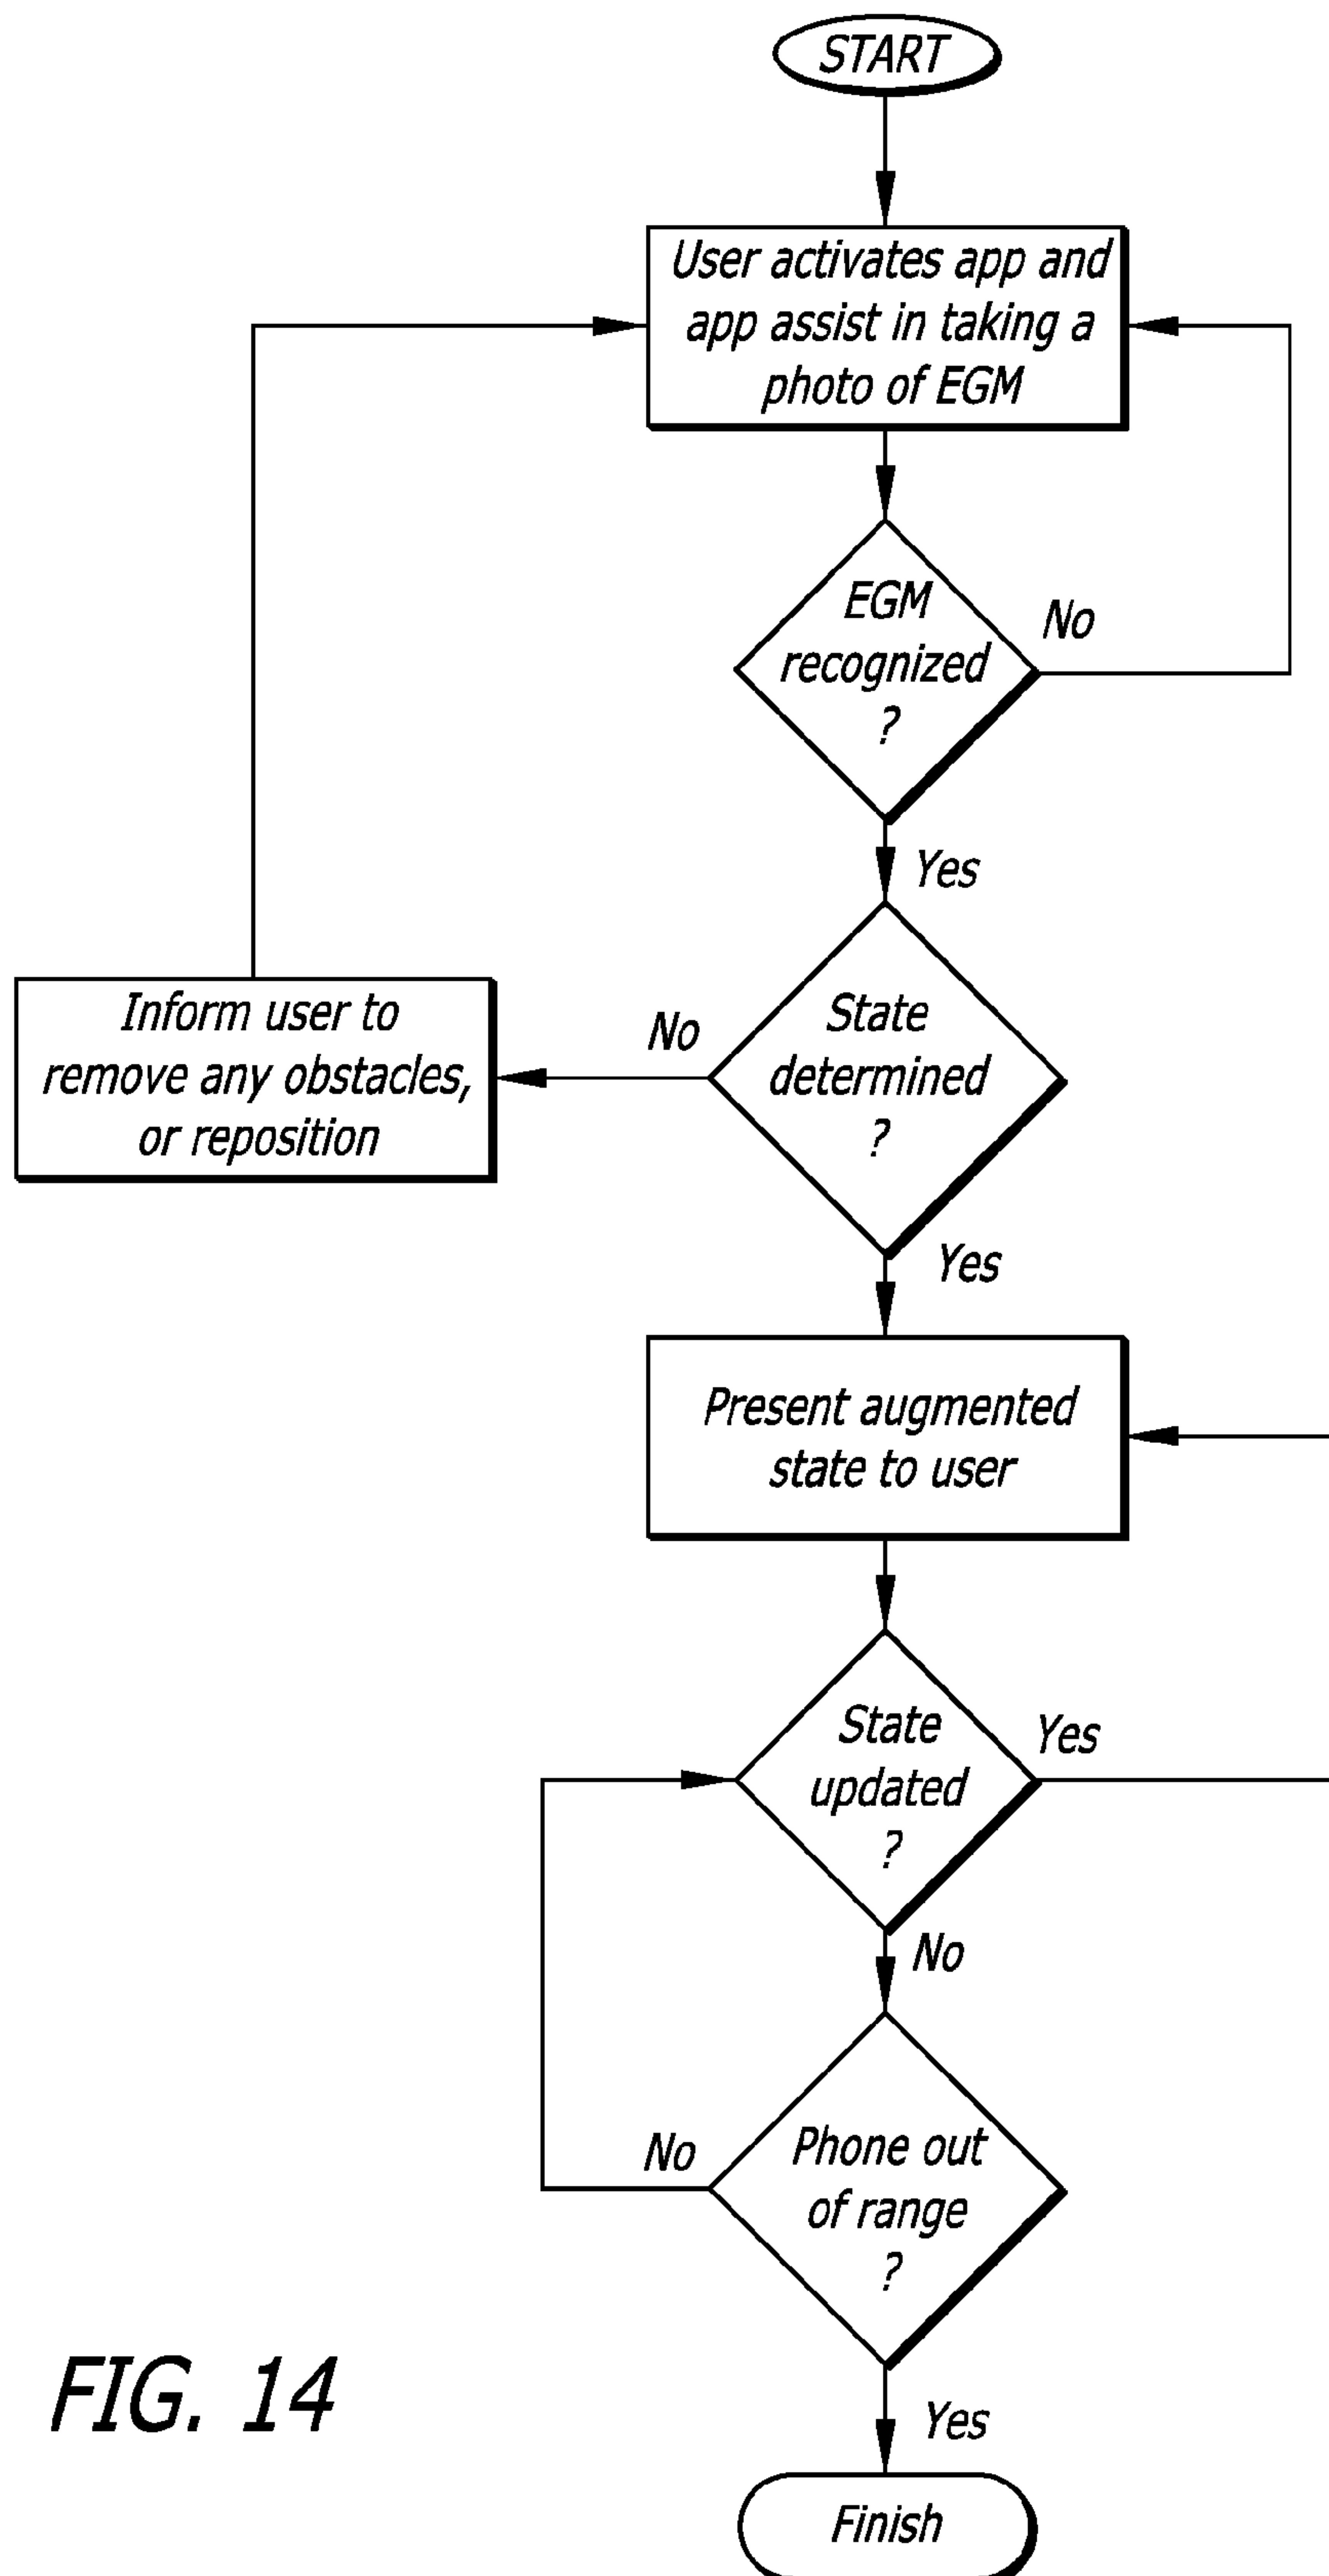 START
User activates app and
app assist in taking a
photo of EGM
EGM
recognized
?
No
Yes
State
determined
?
No
Inform user to
remove any obstacles,
or reposition
Yes
Present augmented
state to user
State
updated
?
Yes
No
Phone out
of range
?
No
Yes
Finish
FIG. 14